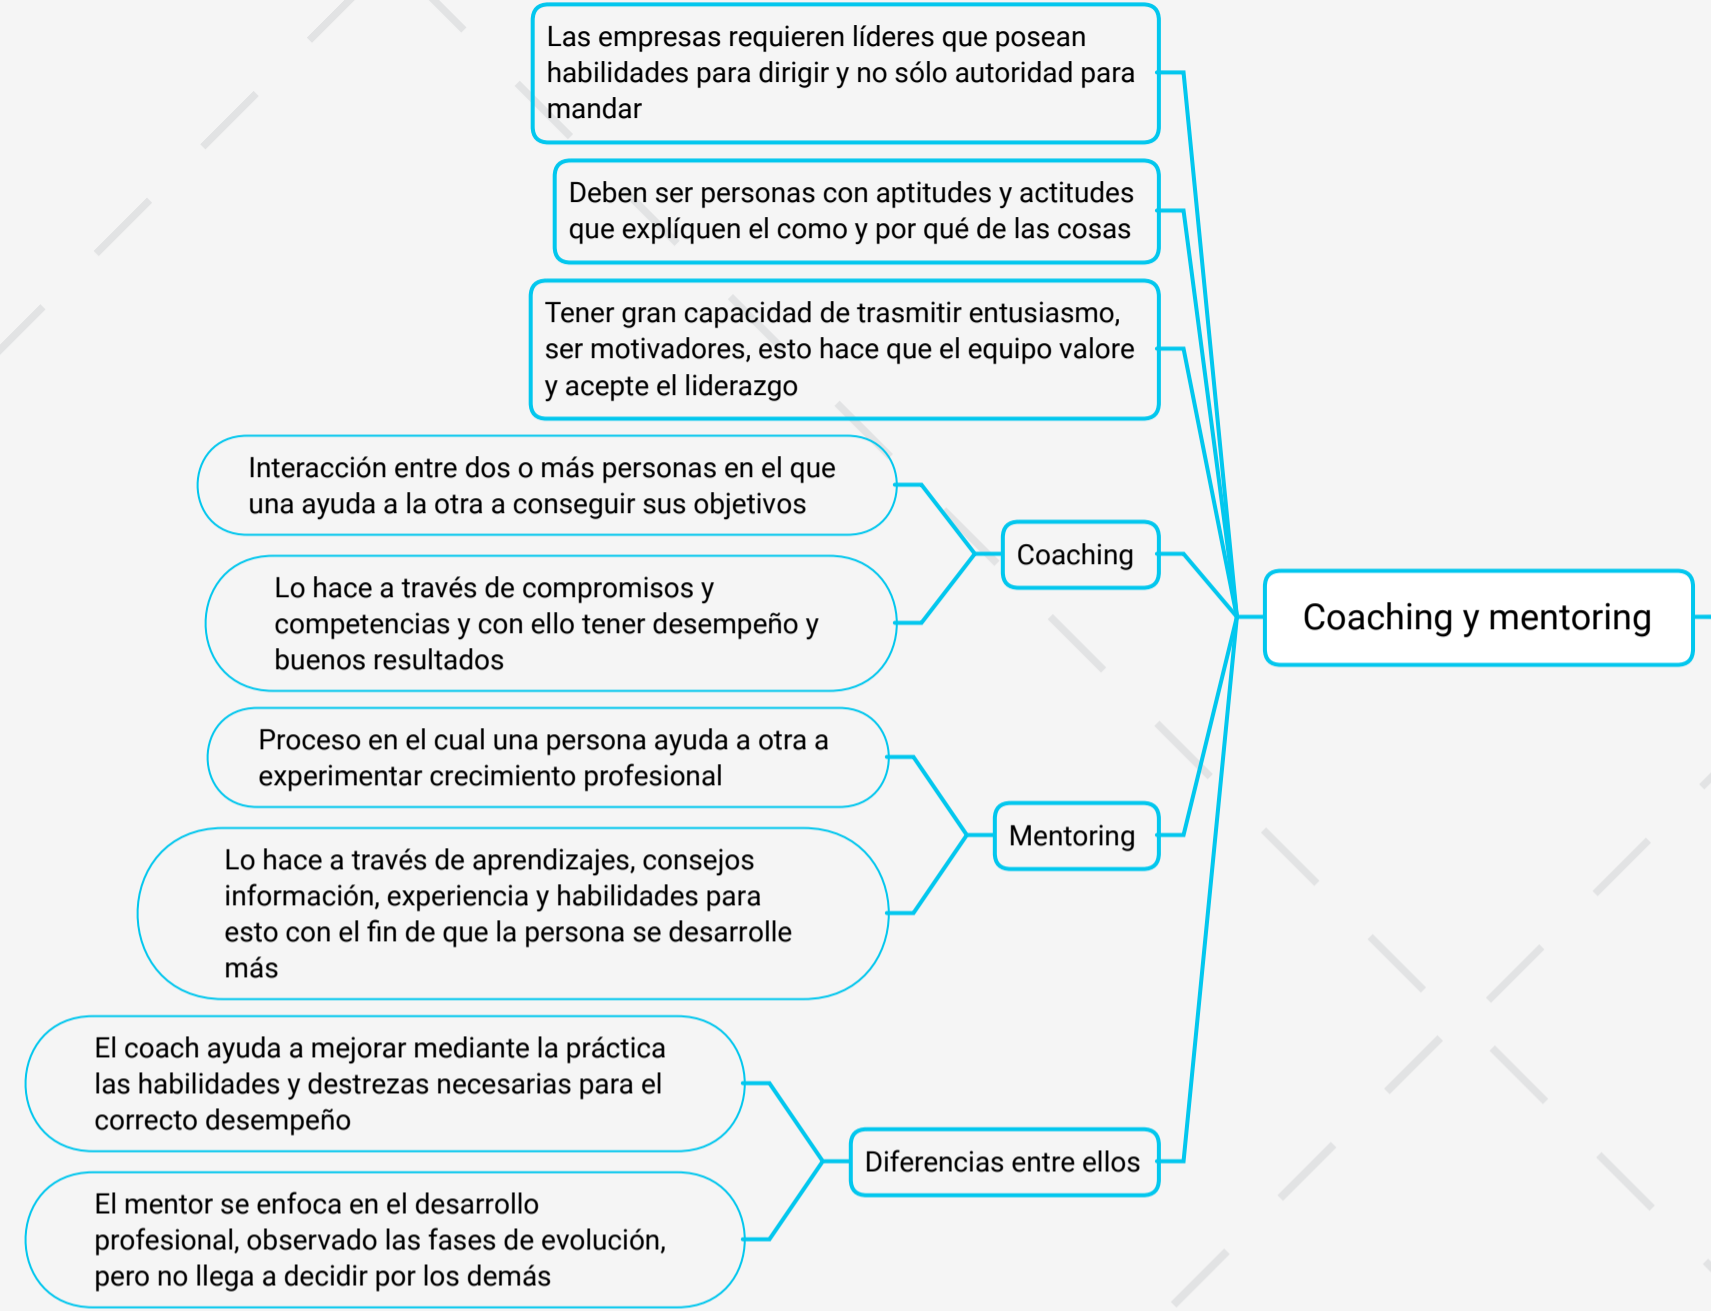 Las empresas requieren líderes que posean
habilidades para dirigir y no sólo autoridad para
mandar
Deben ser personas con aptitudes y actitudes
que explíquen el como y por qué de las cosas
Tener gran capacidad de trasmitir entusiasmo,
ser motivadores, esto hace que el equipo valore
y acepte el liderazgo
Interacción entre dos o más personas en el que
una ayuda a la otra a conseguir sus objetivos
Coaching
Lo hace a través de compromisos y
competencias y con ello tener desempeño y
buenos resultados
Coaching y mentoring
Proceso en el cual una persona ayuda a otra a
experimentar crecimiento profesional
Mentoring
Lo hace a través de aprendizajes, consejos
información, experiencia y habilidades para
esto con el fin de que la persona se desarrolle
más
El coach ayuda a mejorar mediante la práctica
las habilidades y destrezas necesarias para el
correcto desempeño
Diferencias entre ellos
El mentor se enfoca en el desarrollo
profesional, observado las fases de evolución,
pero no llega a decidir por los demás